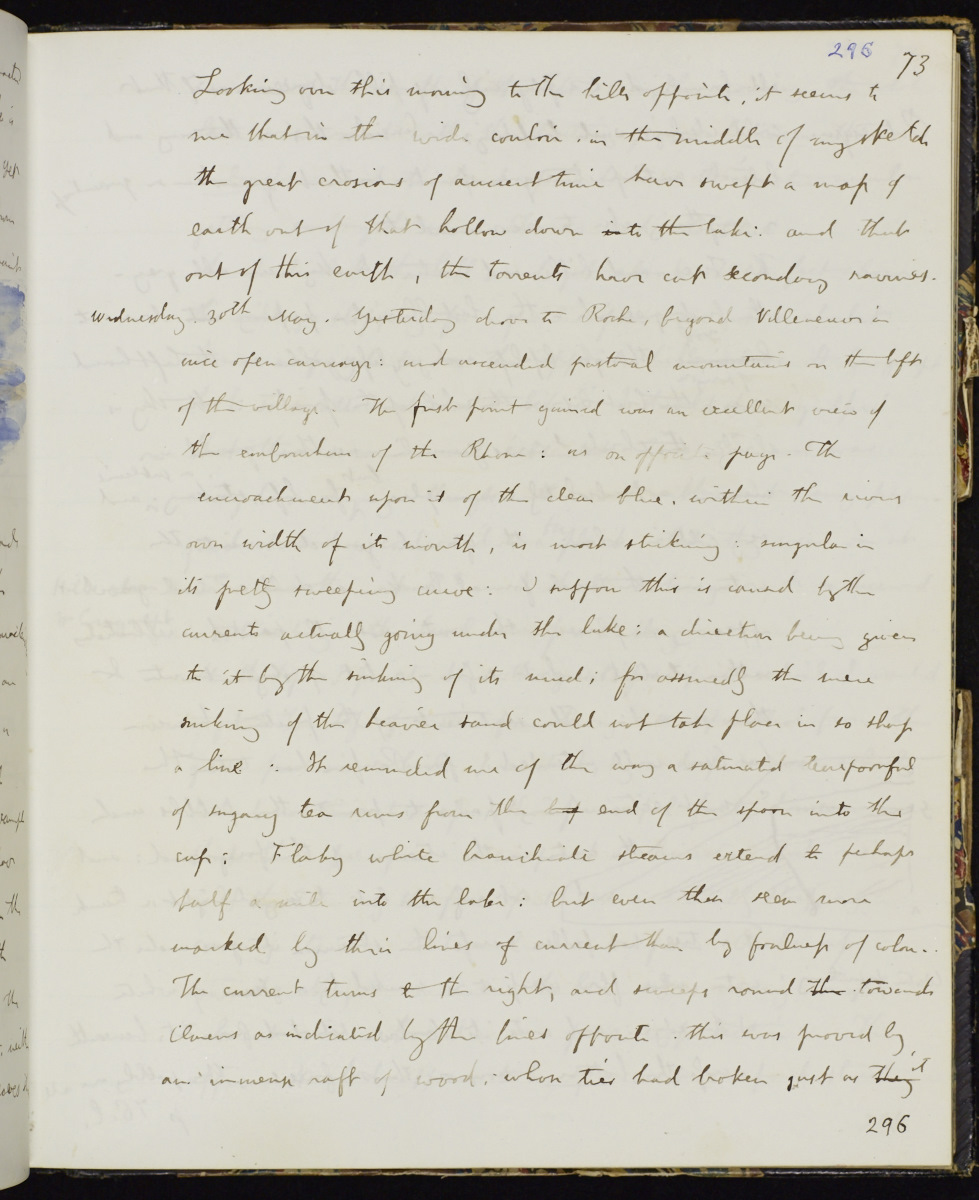 296 73
Looking over this morning to the hills opposite, it seems to
me that in the wide couloir. in the middle of my sketch
the great erosions of ancient time have swept a map of
earth out of that hollow down into the lake: and that
out of this earth, the torrents have cut secondary ravines.
Wednesday. 30th May. Yesterday drove to Roche, beyond Villeneuve in
nice open carriage: and ascended pastoral mountains on the left
of the village. The first point gained was an excellent view of
the embouchure of the Rhone: as on opposite page. The
encroachment upon it of the clear blue, within the rivers
own width of its mouth, is most striking: singular in
its pretty sweeping curve: I suppose this is caused by the
currents actually going under the lake: a direction being given
to it by the sinking of its mud; for assuredly the mere
sinking of the heavier sand could not take place in so sharp
a line: It reminded me of the way a saturated teaspoonful
of sugary tea runs from the end of the spoon into the
cup: Flaky white streams extend to perhaps
half a mile into the lake: but even then seem more
marked by their lines of current than by foulness of colour.
The current turns to the right, and sweeps round the towards
Clarens as indicated by the lines opposite. this was proved by
an immense raft of wood, whose ties had broken just as they it
296